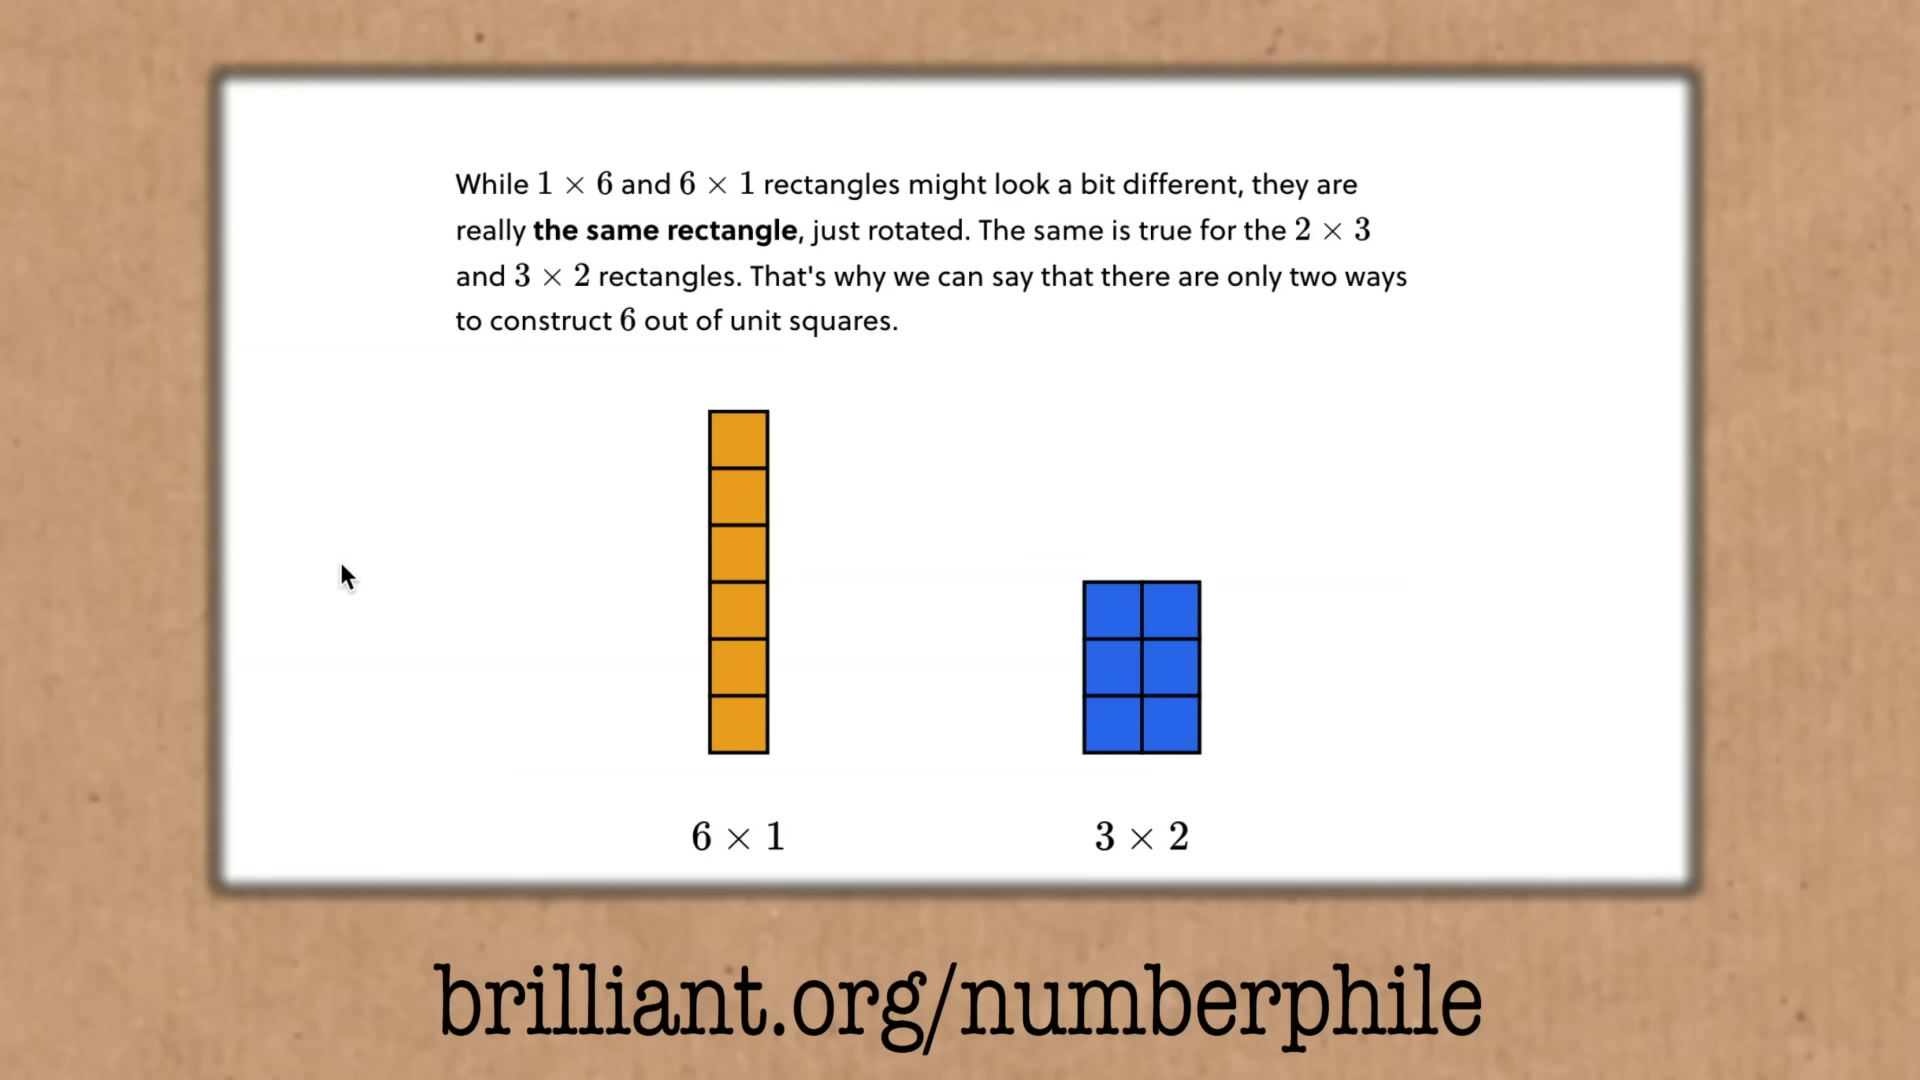 While 1 × 6 and 6 × 1 rectangles might look a bit different, they are
really the same rectangle, just rotated. The same is true for the 2 × 3
and 3 × 2 rectangles. That's why we can say that there are only two ways
to construct 6 out of unit squares.
6 × 1
3 × 2
brilliant.org/numberphile